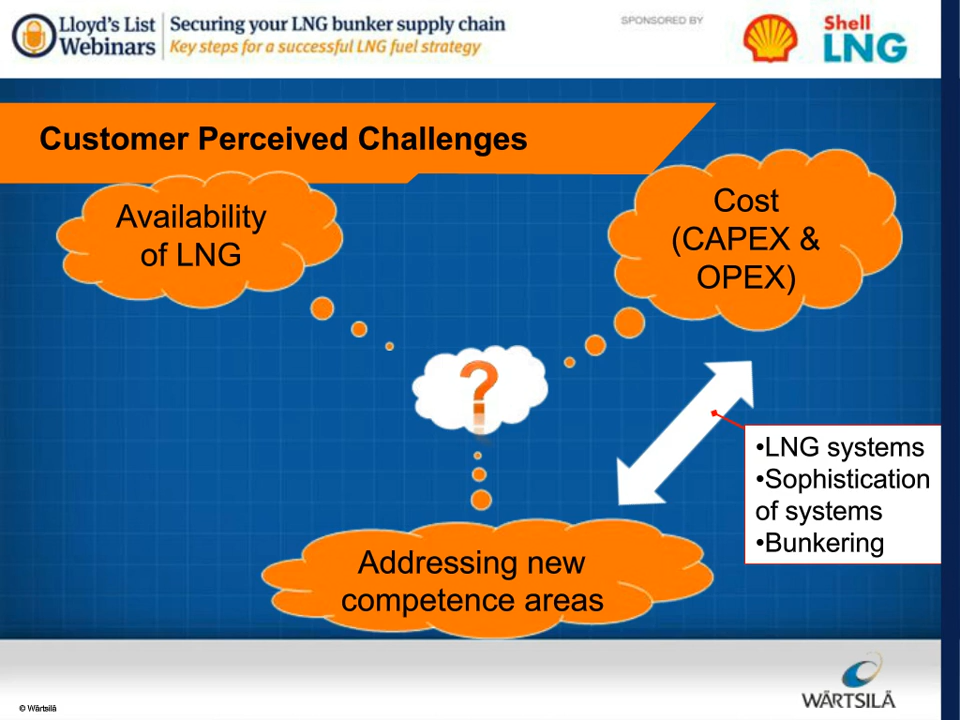 Lloyd's List
Webinars
Securing your LNG bunker supply chain
Key steps for a successful LNG fuel strategy
SPONSORED BY
Shell
LNG
Customer Perceived Challenges
Availability
of LNG
Cost
(CAPEX &
OPEX)
?
•LNG systems
•Sophistication
of systems
•Bunkering
Addressing new
competence areas
WÄRTSILÄ
© Wärtsilä